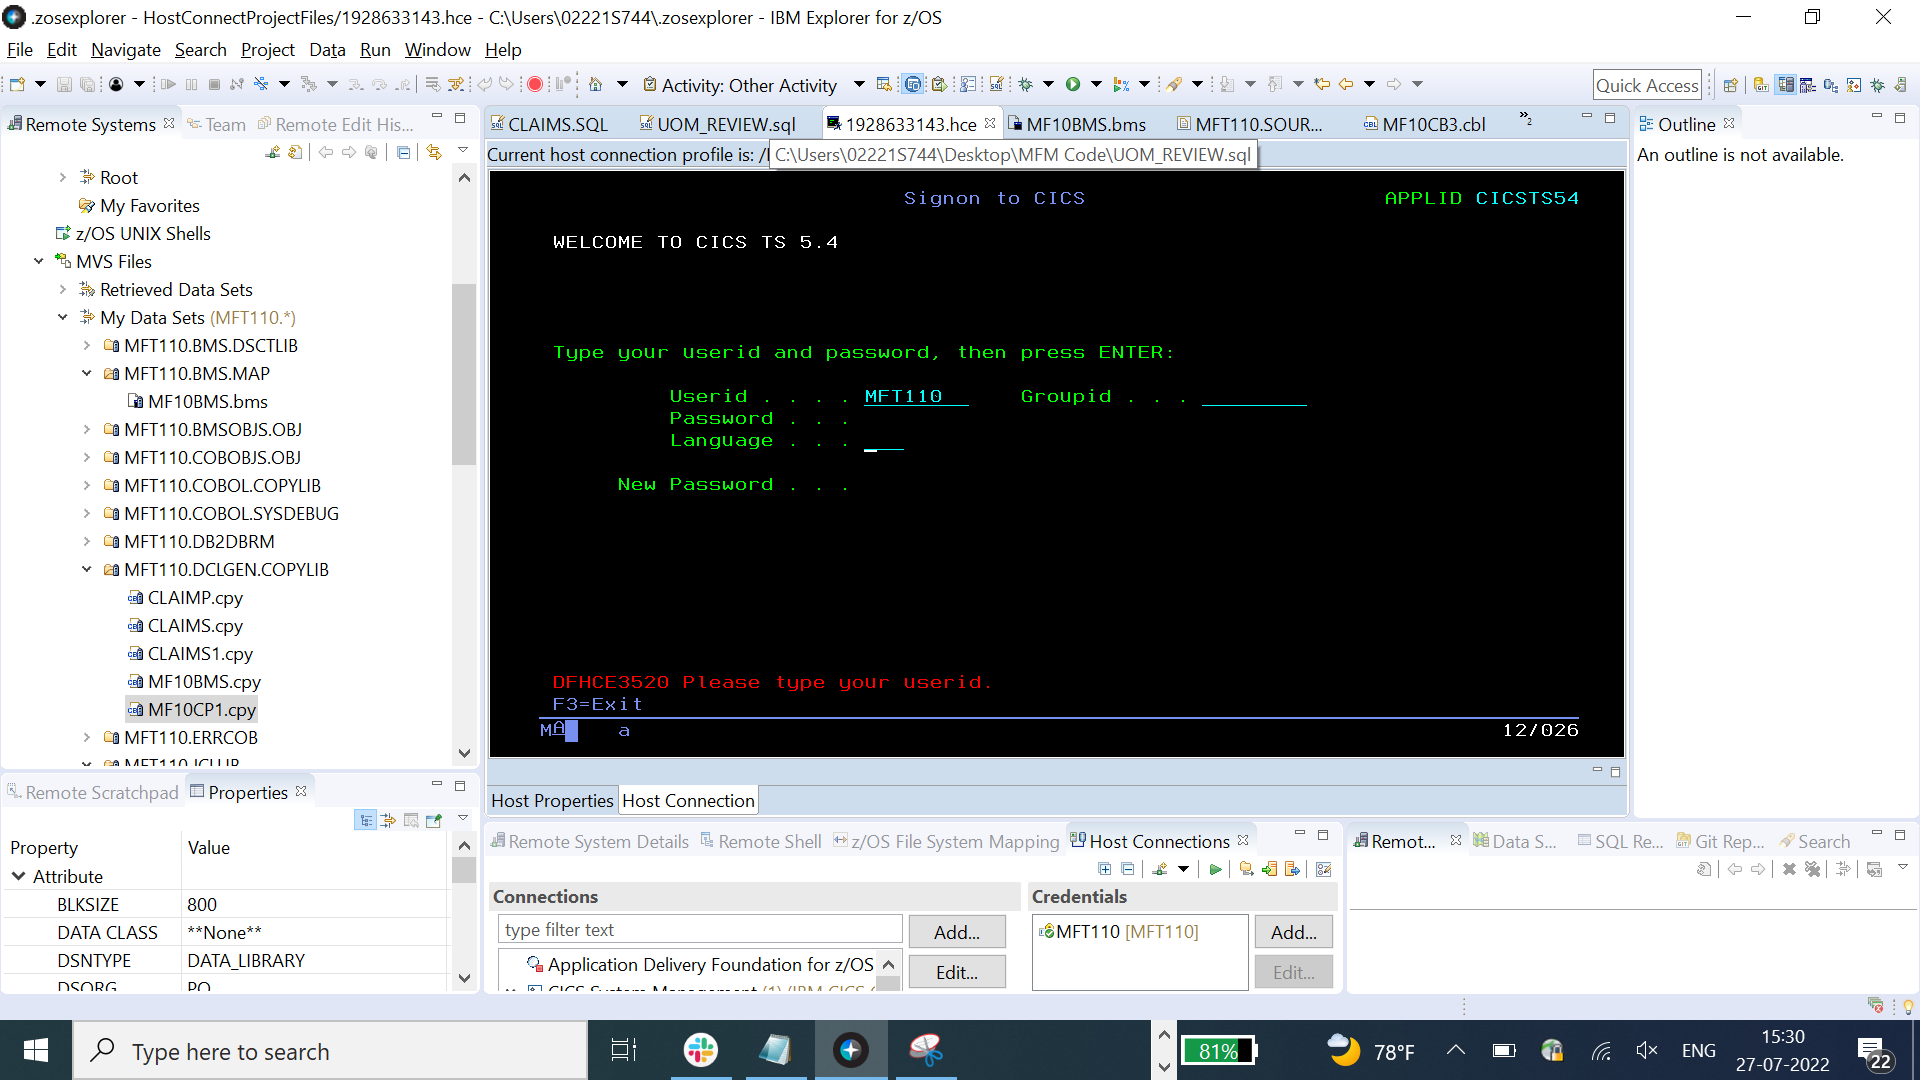 .zosexplorer - HostConnectProjectFiles/1928633143.hce - C:\Users\02221S744\.zosexplorer - IBM Explorer for z/OS
File Edit Navigate Search Project Data Run Window Help
Activity: Other Activity
Quick Access
Remote Systems Team Remote Edit His...
Root
My Favorites
z/OS UNIX Shells
MVS Files
Retrieved Data Sets
My Data Sets (MFT110.*)
MFT110.BMS.DSCTLIB
MFT110.BMS.MAP
MF10BMS.bms
MFT110.BMSOBJS.OBJ
MFT110.COBOBJS.OBJ
MFT110.COBOL.COPYLIB
MFT110.COBOL.SYSDEBUG
MFT110.DB2DBRM
MFT110.DCLGEN.COPYLIB
CLAIMP.cpy
CLAIMS.cpy
CLAIMS1.cpy
MF10BMS.cpy
MF10CP1.cpy
MFT110.ERRCOB
CLAIMS.SQL UOM_REVIEW.sql 1928633143.hce MF10BMS.bms MFT110.SOUR... MF10CB3.cbl »2
Current host connection profile is: /
C:\Users\02221S744\Desktop\MFM Code\UOM_REVIEW.sql
Signon to CICS APPLID CICSTS54
WELCOME TO CICS TS 5.4
Type your userid and password, then press ENTER:
Userid . . . . MFT110 Groupid . . .
Password . . .
Language . . .
New Password . . .
DFHCE3520 Please type your userid.
F3=Exit
MA a 12/026
Host Properties Host Connection
Outline
An outline is not available.
Remote Scratchpad Properties
Property Value
Attribute
BLKSIZE 800
DATA CLASS **None**
DSNTYPE DATA_LIBRARY
DSORG PO
Remote System Details Remote Shell z/OS File System Mapping Host Connections
Connections
type filter text
Add...
Application Delivery Foundation for z/OS
Edit...
Credentials
MFT110 [MFT110]
Add...
Edit...
Remot... Data S... SQL Re... Git Rep... Search
Type here to search
81%
78°F
ENG
15:30
27-07-2022
22